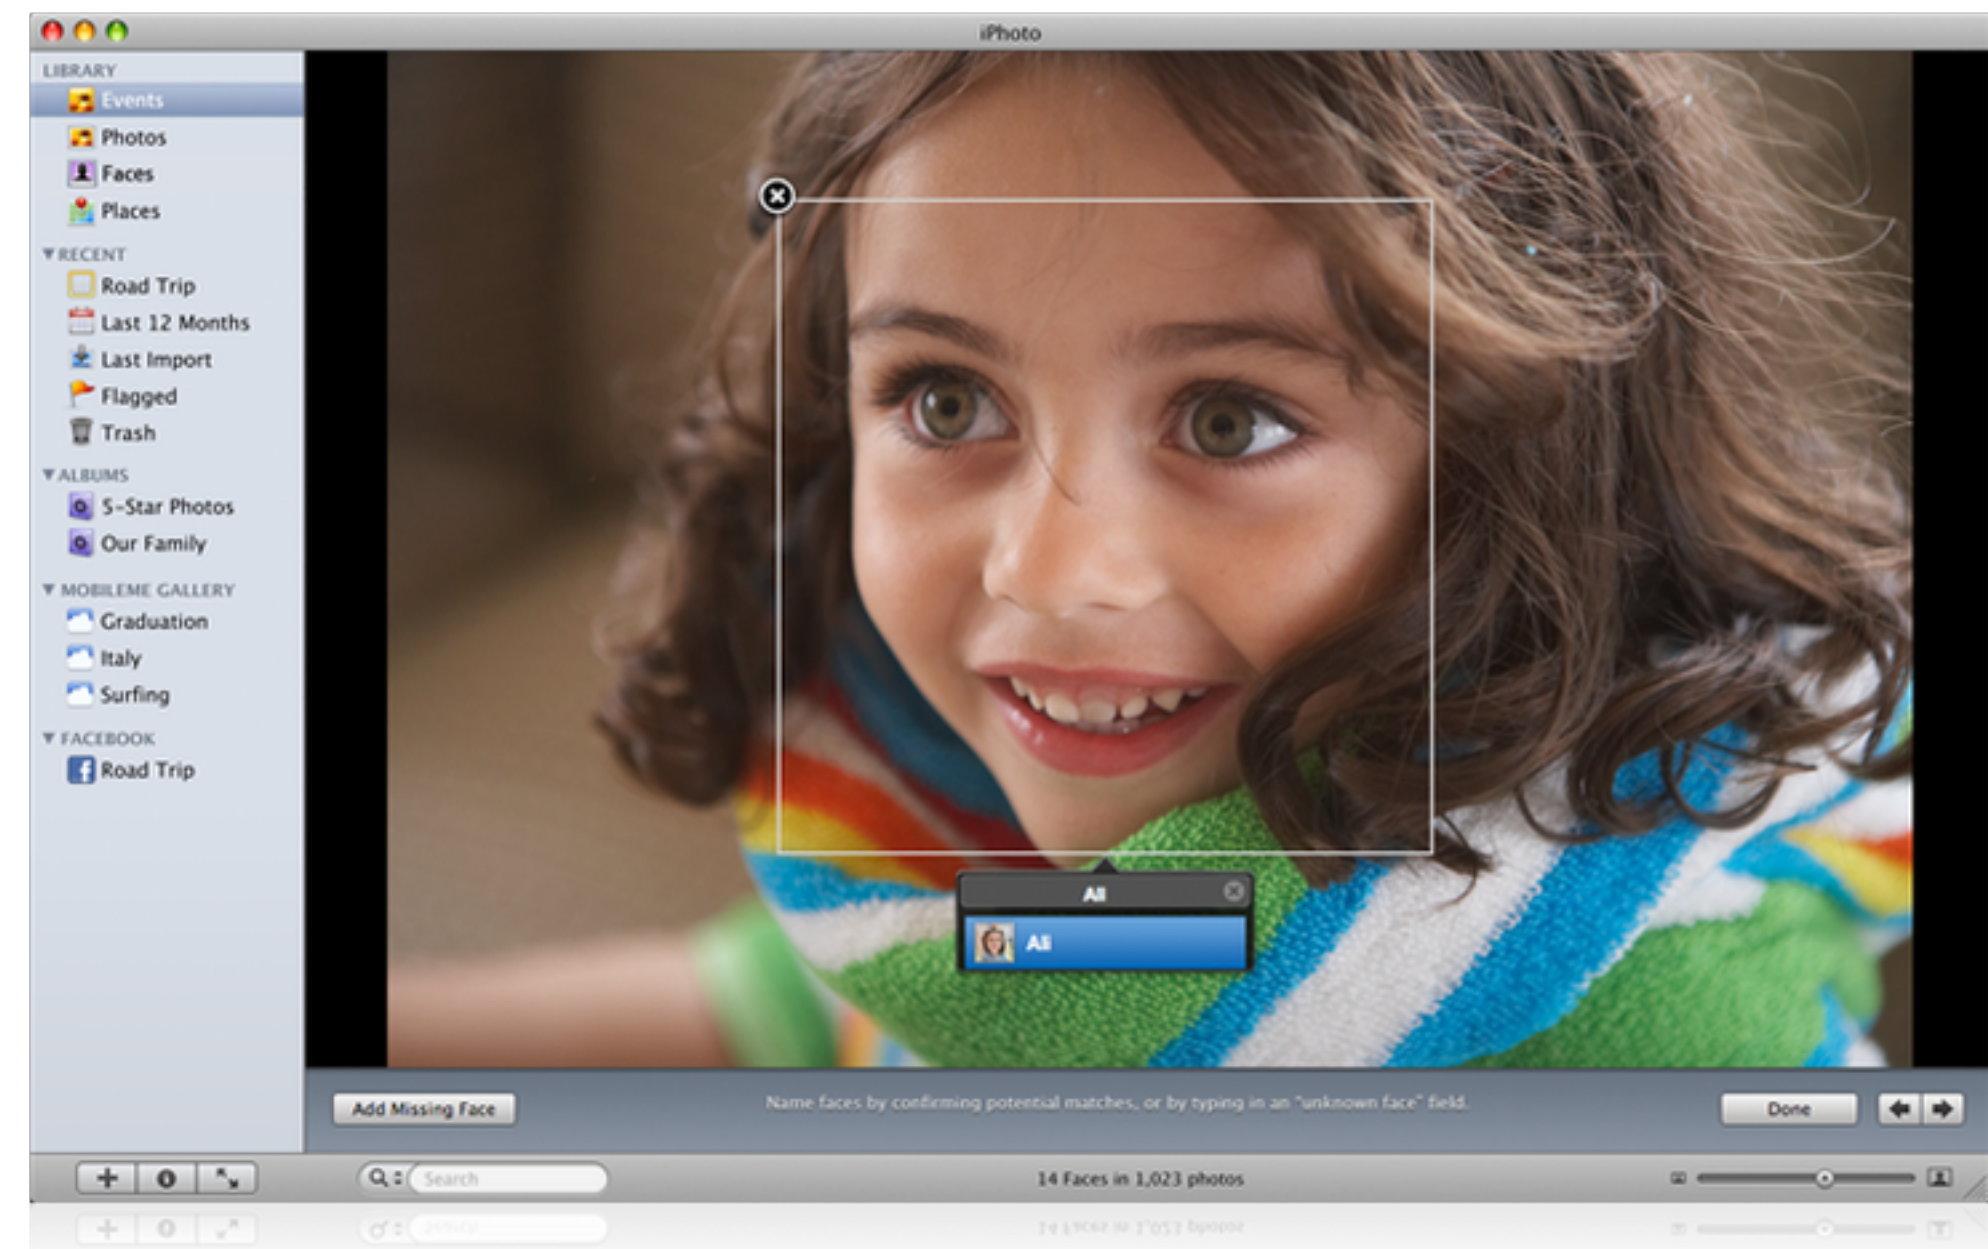 iPhoto
LIBRARY
Events
Photos
Faces
Places
RECENT
Road Trip
Last 12 Months
Last Import
Flagged
Trash
ALBUMS
5-Star Photos
Our Family
MOBILEME GALLERY
Graduation
Italy
Surfing
FACEBOOK
Road Trip
Ali
Ali
Add Missing Face
Name faces by confirming potential matches, or by typing in an "unknown face" field.
Done
Search
14 Faces in 1,023 photos